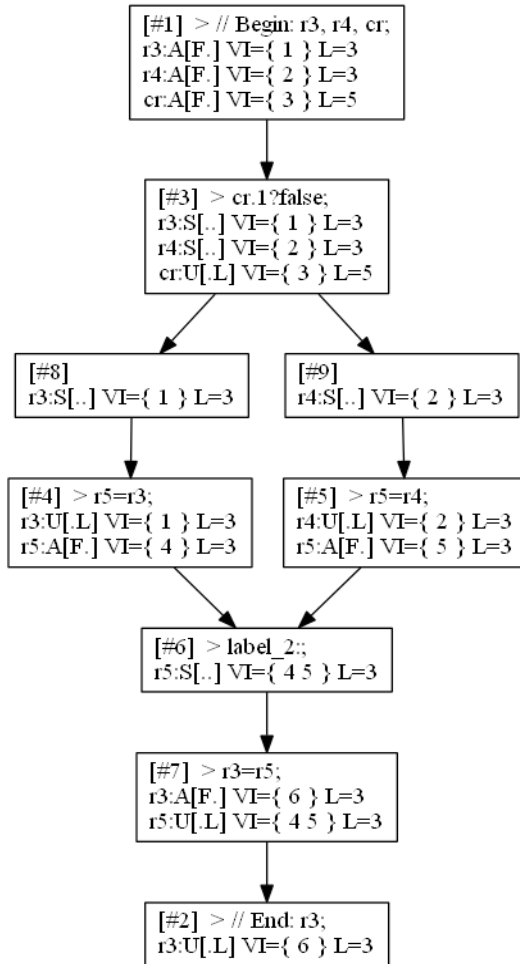 [#1] > // Begin: r3, r4, cr;
r3:A[F.] VI={ 1 } L=3
r4:A[F.] VI={ 2 } L=3
cr:A[F.] VI={ 3 } L=5
[#3] > cr.1?false;
r3:S[..] VI={ 1 } L=3
r4:S[..] VI={ 2 } L=3
cr:U[.L] VI={ 3 } L=5
[#8]
r3:S[..] VI={ 1 } L=3
[#9]
r4:S[..] VI={ 2 } L=3
[#4] > r5=r3;
r3:U[.L] VI={ 1 } L=3
r5:A[F.] VI={ 4 } L=3
[#5] > r5=r4;
r4:U[.L] VI={ 2 } L=3
r5:A[F.] VI={ 5 } L=3
[#6] > label_2:;
r5:S[..] VI={ 4 5 } L=3
[#7] > r3=r5;
r3:A[F.] VI={ 6 } L=3
r5:U[.L] VI={ 4 5 } L=3
[#2] > // End: r3;
r3:U[.L] VI={ 6 } L=3